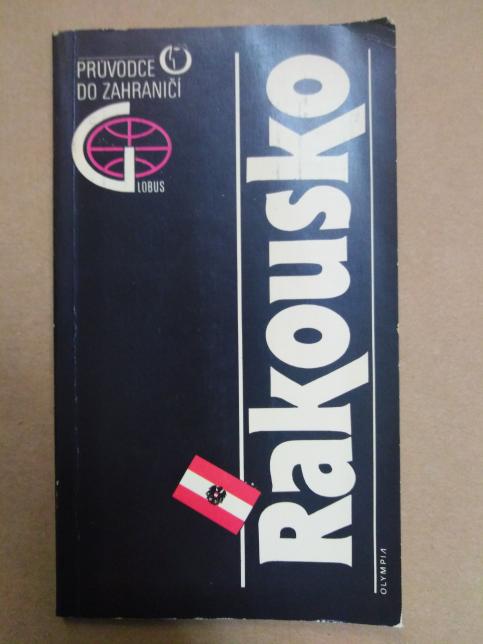 PRŮVODCE
DO ZAHRANIČÍ
GLOBUS
Rakousko
OLYMPIA